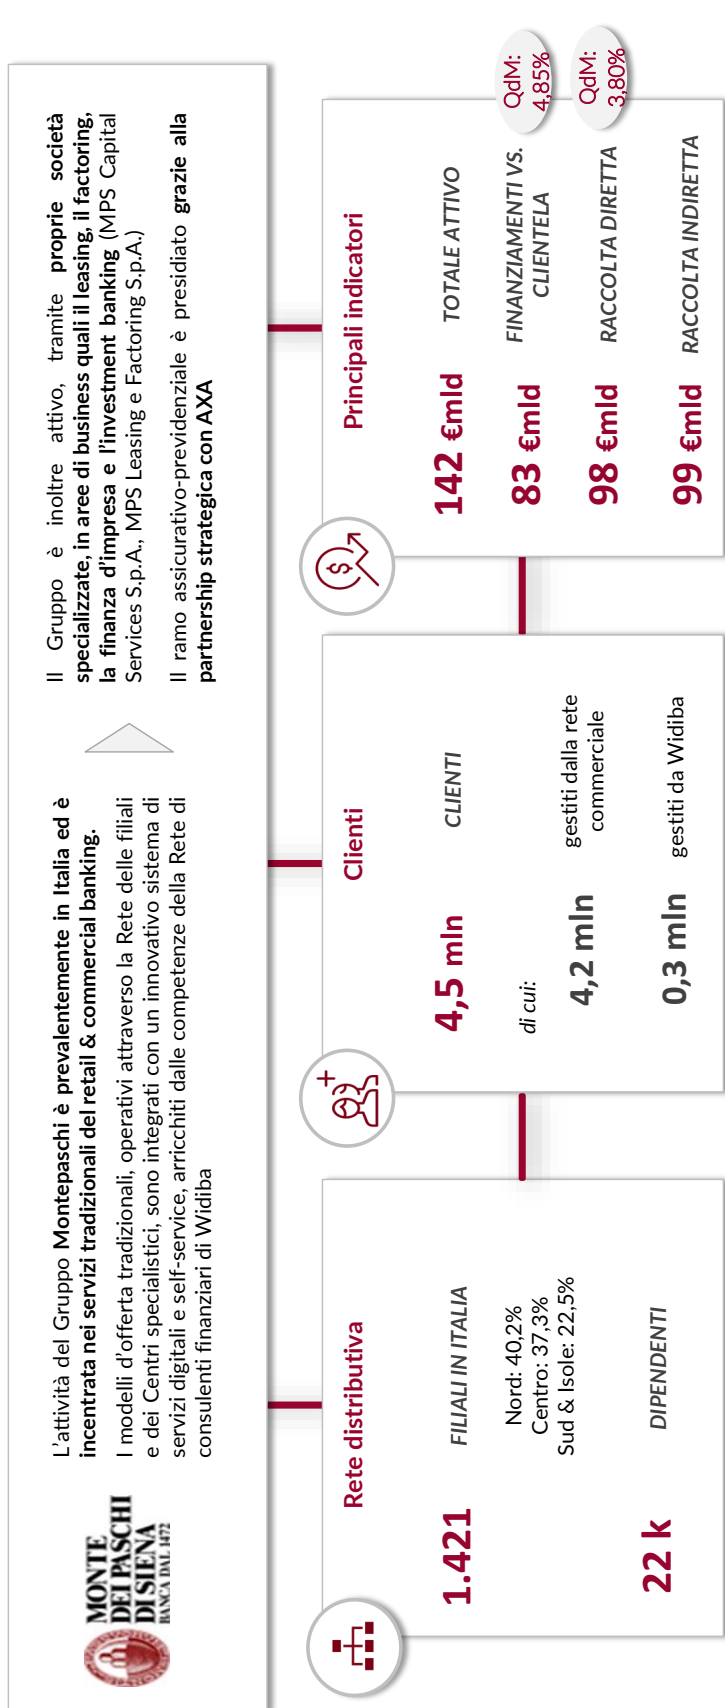 MONTE
DEI PASCHI
DI SIENA
BANCA DAL 1472
L'attività del Gruppo Montepaschi è prevalentemente in Italia ed è
incentrata nei servizi tradizionali del retail & commercial banking.
I modelli d'offerta tradizionali, operativi attraverso la Rete delle filiali
e dei Centri specialistici, sono integrati con un innovativo sistema di
servizi digitali e self-service, arricchiti dalle competenze della Rete di
consulenti finanziari di Widiba
Il Gruppo è inoltre attivo, tramite proprie società
specializzate, in aree di business quali il leasing, il factoring,
la finanza d'impresa e l'investment banking (MPS Capital
Services S.p.A., MPS Leasing e Factoring S.p.A.)
Il ramo assicurativo-previdenziale è presidiato grazie alla
partnership strategica con AXA
Rete distributiva
1.421 FILIALI IN ITALIA
Nord: 40,2%
Centro: 37,3%
Sud & Isole: 22,5%
22 k DIPENDENTI
Clienti
4,5 mln CLIENTI
di cui:
4,2 mln gestiti dalla rete
commerciale
0,3 mln gestiti da Widiba
Principali indicatori
142 €mld TOTALE ATTIVO
83 €mld FINANZIAMENTI VS.
CLIENTELA
QdM:
4,85%
98 €mld RACCOLTA DIRETTA
QdM:
3,80%
99 €mld RACCOLTA INDIRETTA